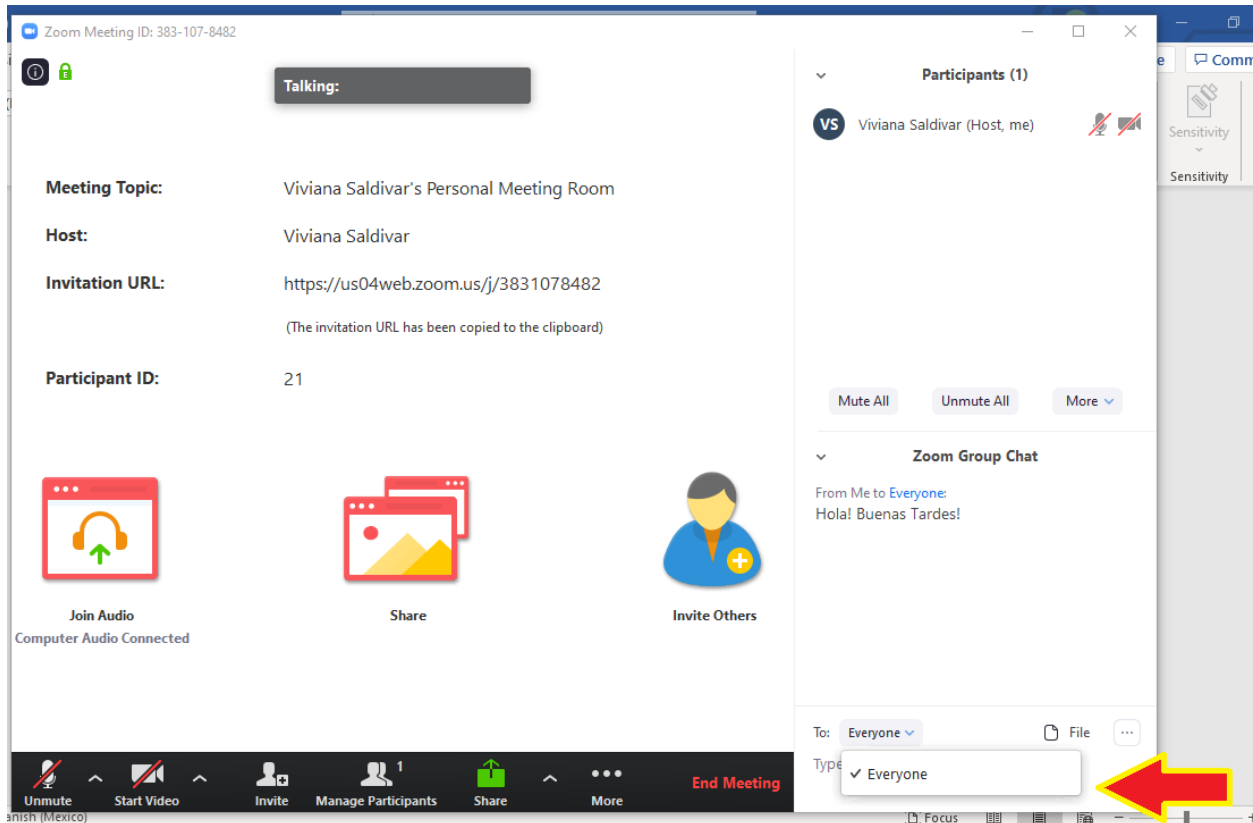 Zoom Meeting ID: 383-107-8482
Talking:
Meeting Topic: Viviana Saldivar's Personal Meeting Room
Host: Viviana Saldivar
Invitation URL: https://us04web.zoom.us/j/3831078482
(The invitation URL has been copied to the clipboard)
Participant ID: 21
Join Audio
Computer Audio Connected
Share
Invite Others
Unmute
Start Video
Invite
1
Manage Participants
Share
More
End Meeting
Participants (1)
VS Viviana Saldivar (Host, me)
Mute All Unmute All More
Zoom Group Chat
From Me to Everyone:
Hola! Buenas Tardes!
To: Everyone File
Type
Everyone
Sensitivity
Sensitivity
Focus